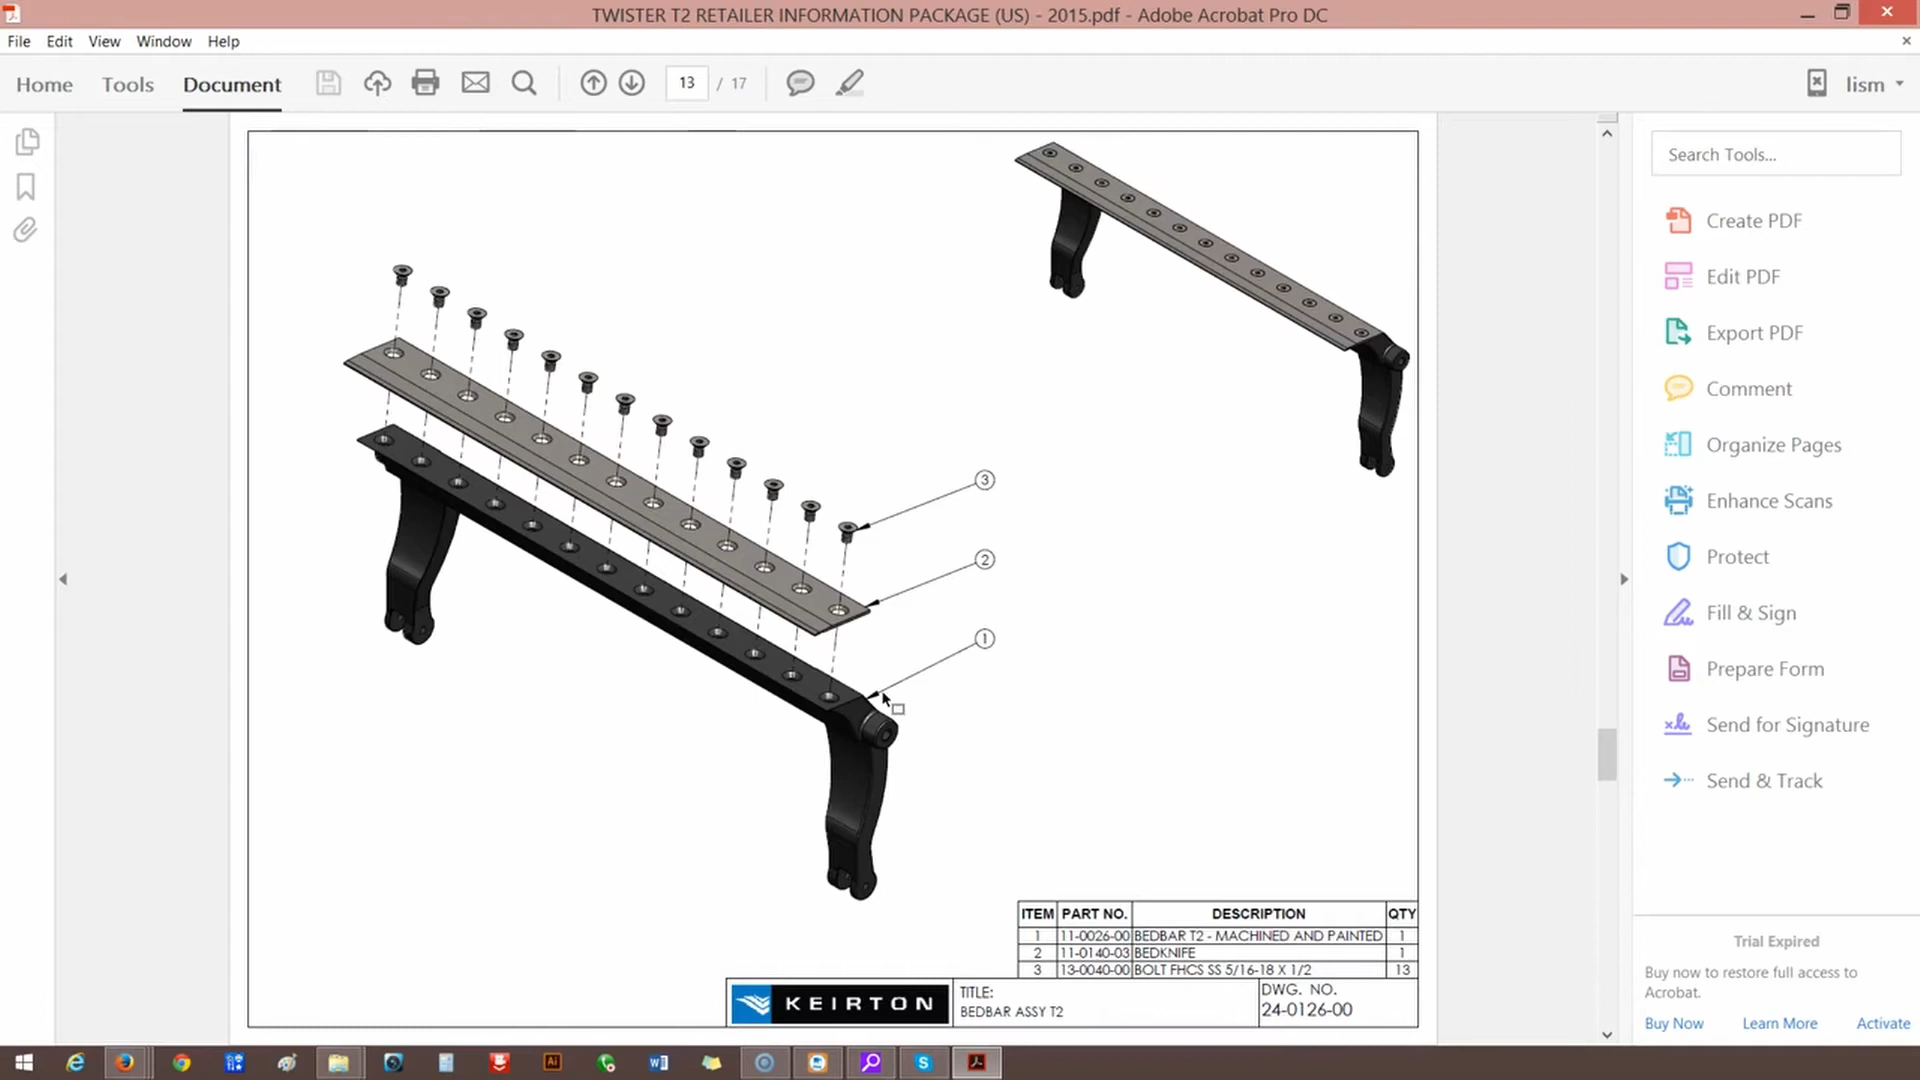 TWISTER T2 RETAILER INFORMATION PACKAGE (US) - 2015.pdf - Adobe Acrobat Pro DC
File Edit View Window Help
Home Tools Document 13 / 17 lism
Search Tools...
Create PDF
Edit PDF
Export PDF
Comment
Organize Pages
Enhance Scans
Protect
Fill & Sign
Prepare Form
Send for Signature
Send & Track
3
2
1
ITEM PART NO. DESCRIPTION QTY
1 11-0026-00 BEDBAR T2 - MACHINED AND PAINTED 1
2 11-0140-03 BEDKNIFE 1
3 13-0040-00 BOLT FHCS SS 5/16-18 X 1/2 13
KEIRTON
TITLE:
BEDBAR ASSY T2
DWG. NO.
24-0126-00
Trial Expired
Buy now to restore full access to
Acrobat.
Buy Now Learn More Activate